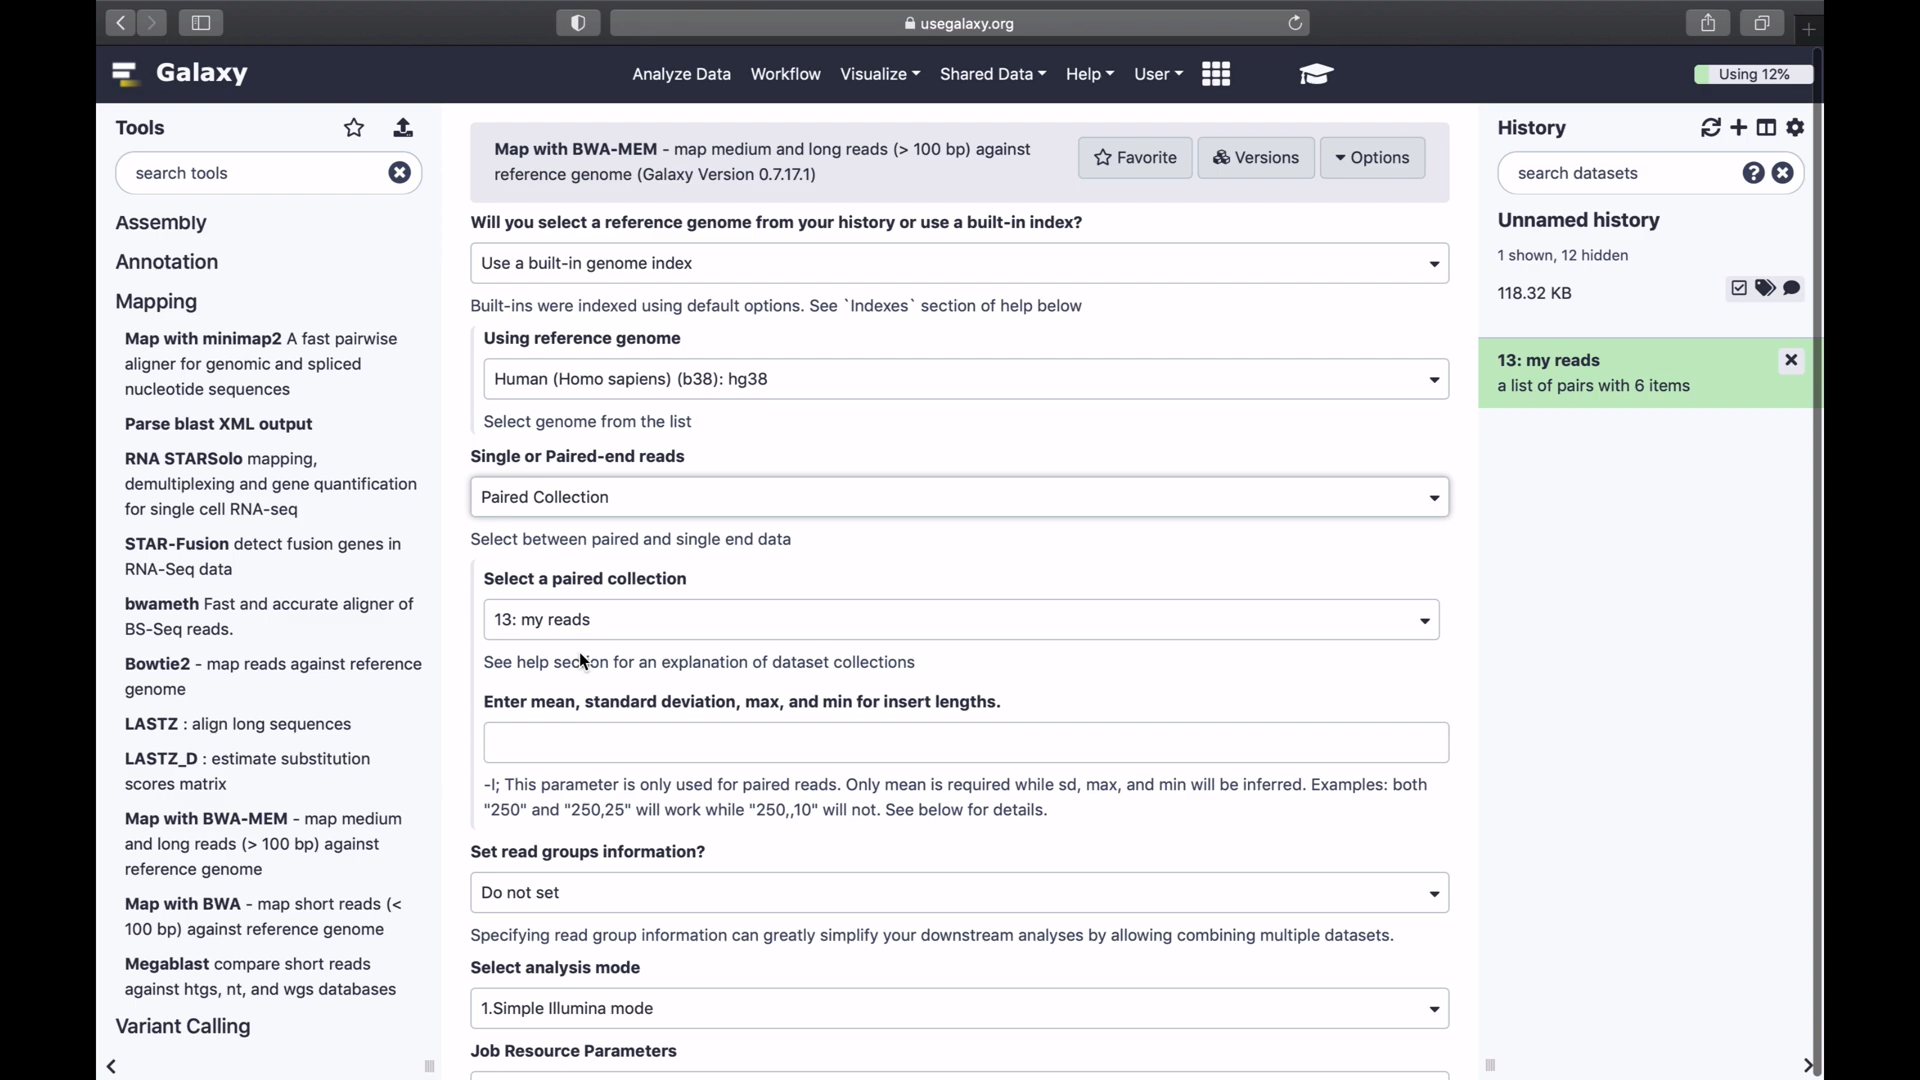 usegalaxy.org
Galaxy
Analyze Data
Workflow
Visualize
Shared Data
Help
User
Using 12%
Tools
search tools
Assembly
Annotation
Mapping
Map with minimap2 A fast pairwise
aligner for genomic and spliced
nucleotide sequences
Parse blast XML output
RNA STARSolo mapping,
demultiplexing and gene quantification
for single cell RNA-seq
STAR-Fusion detect fusion genes in
RNA-Seq data
bwameth Fast and accurate aligner of
BS-Seq reads.
Bowtie2 - map reads against reference
genome
LASTZ : align long sequences
LASTZ_D : estimate substitution
scores matrix
Map with BWA-MEM - map medium
and long reads (> 100 bp) against
reference genome
Map with BWA - map short reads (<
100 bp) against reference genome
Megablast compare short reads
against htgs, nt, and wgs databases
Variant Calling
Map with BWA-MEM - map medium and long reads (> 100 bp) against
reference genome (Galaxy Version 0.7.17.1)
Favorite
Versions
Options
Will you select a reference genome from your history or use a built-in index?
Use a built-in genome index
Built-ins were indexed using default options. See `Indexes` section of help below
Using reference genome
Human (Homo sapiens) (b38): hg38
Select genome from the list
Single or Paired-end reads
Paired Collection
Select between paired and single end data
Select a paired collection
13: my reads
See help section for an explanation of dataset collections
Enter mean, standard deviation, max, and min for insert lengths.
-I; This parameter is only used for paired reads. Only mean is required while sd, max, and min will be inferred. Examples: both
"250" and "250,25" will work while "250,,10" will not. See below for details.
Set read groups information?
Do not set
Specifying read group information can greatly simplify your downstream analyses by allowing combining multiple datasets.
Select analysis mode
1.Simple Illumina mode
Job Resource Parameters
History
search datasets
Unnamed history
1 shown, 12 hidden
118.32 KB
13: my reads
a list of pairs with 6 items